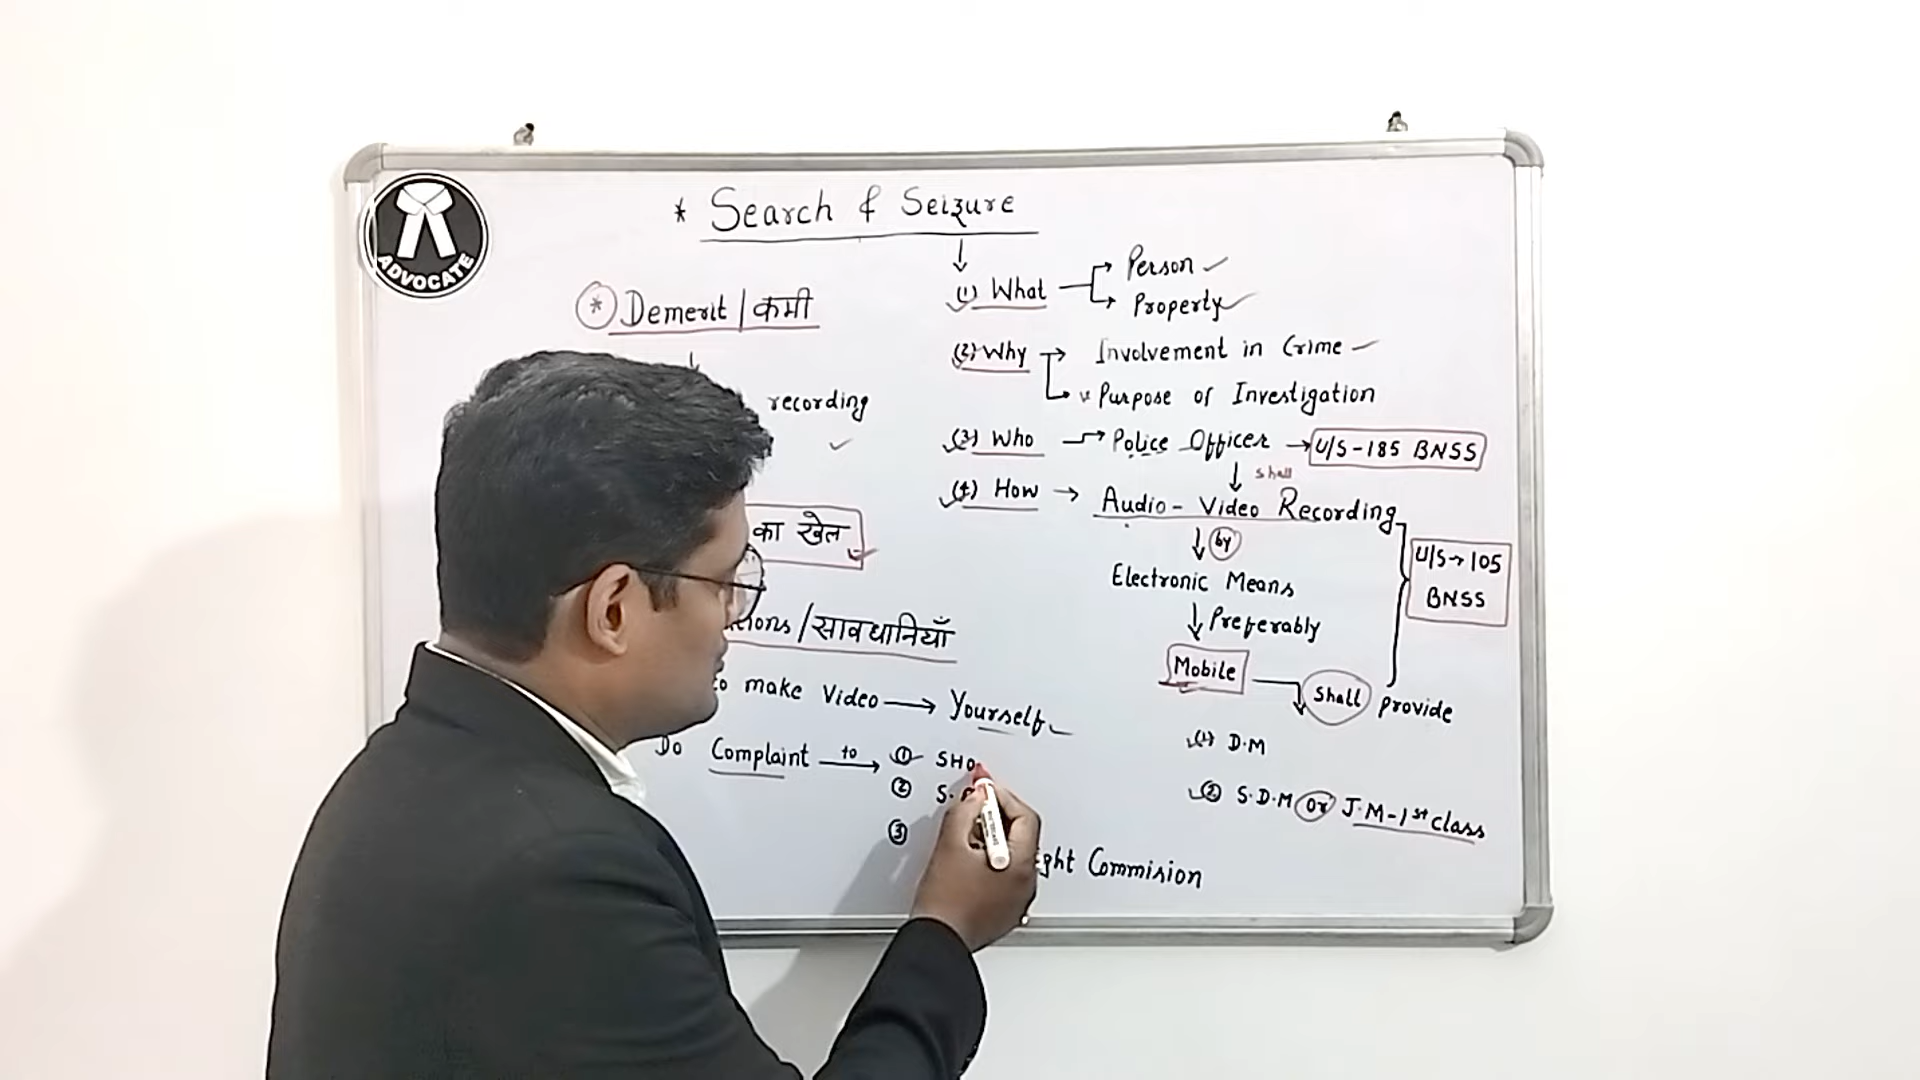 ADVOCATE
* Search & Seizure
(1) What
Person
Property
(2) Why
Involvement in Crime
Purpose of Investigation
(3) Who
Police Officer
U/S-185 BNSS
shall
(4) How
Audio-Video Recording
by
Electronic Means
Preferably
Mobile
U/S→105
BNSS
Shall provide
(1) D.M
(2) S.D.M or J.M-1st class
* Demerit/कमी
recording
का खेल
/सावधानियाँ
to make Video → Yourself
Do Complaint to → (1) SHO
(2) S.
(3)
Commision